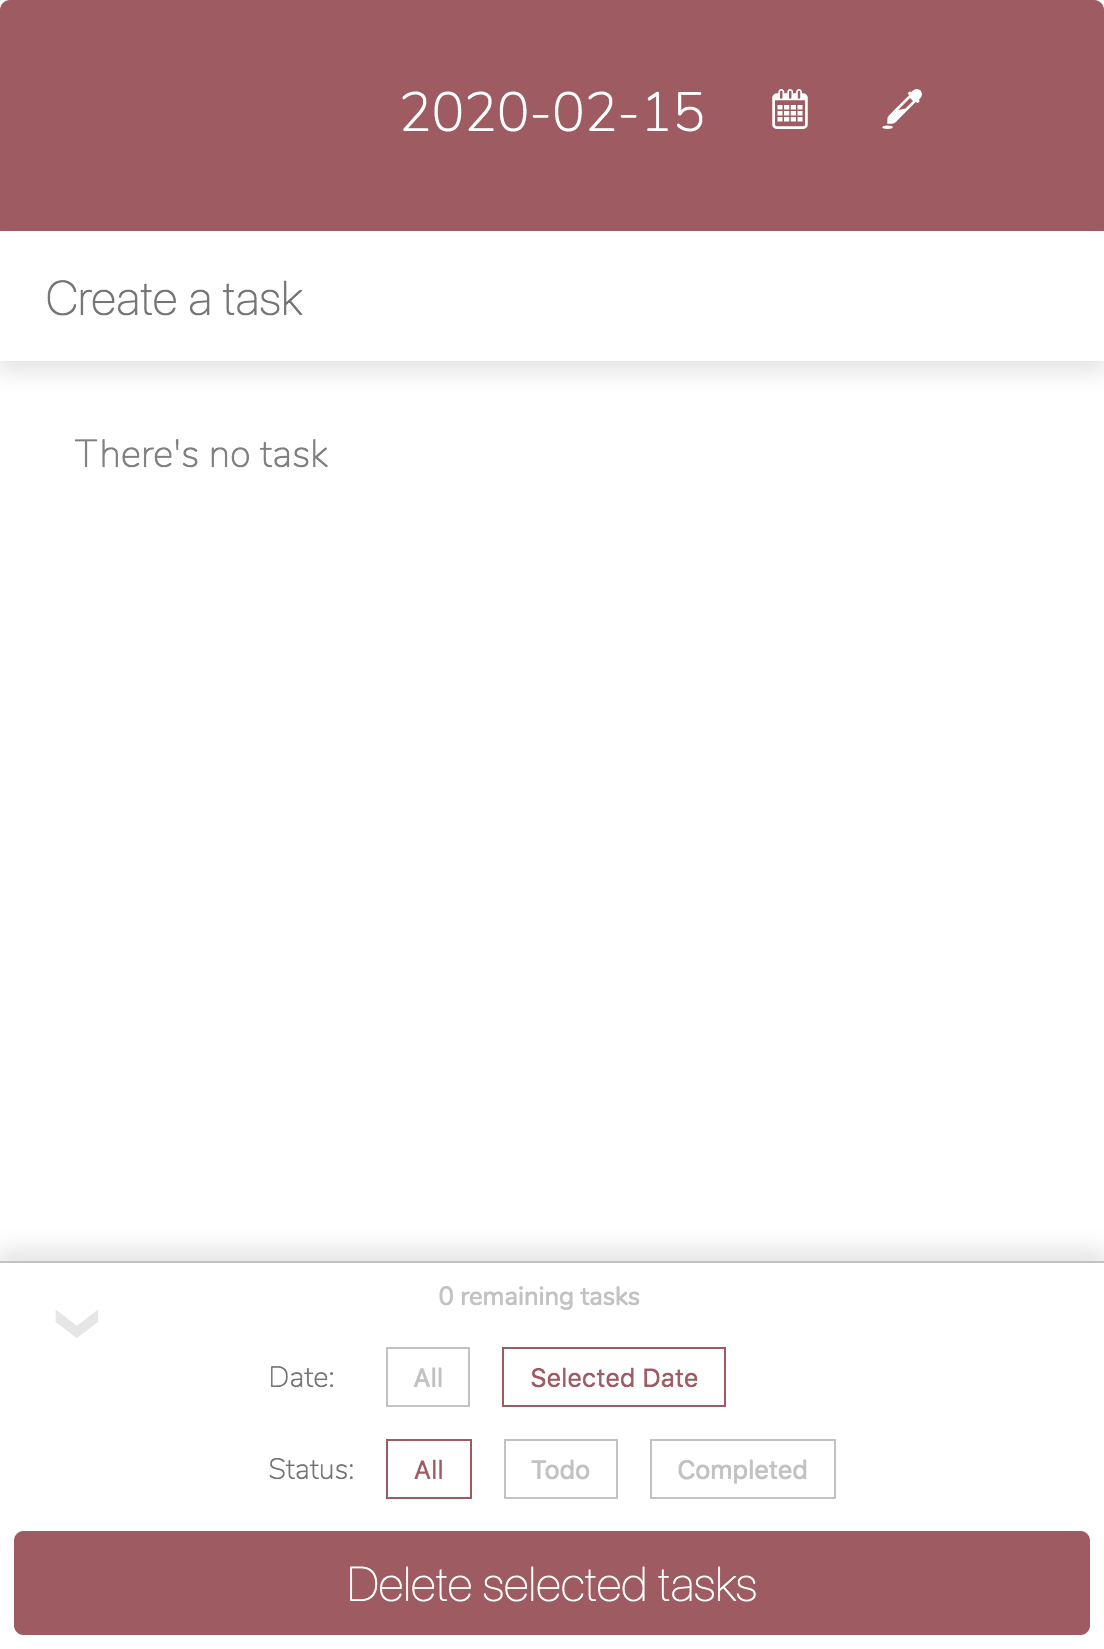 2020-02-15
Create a task
There's no task
0 remaining tasks
Date: All Selected Date
Status: All Todo Completed
Delete selected tasks